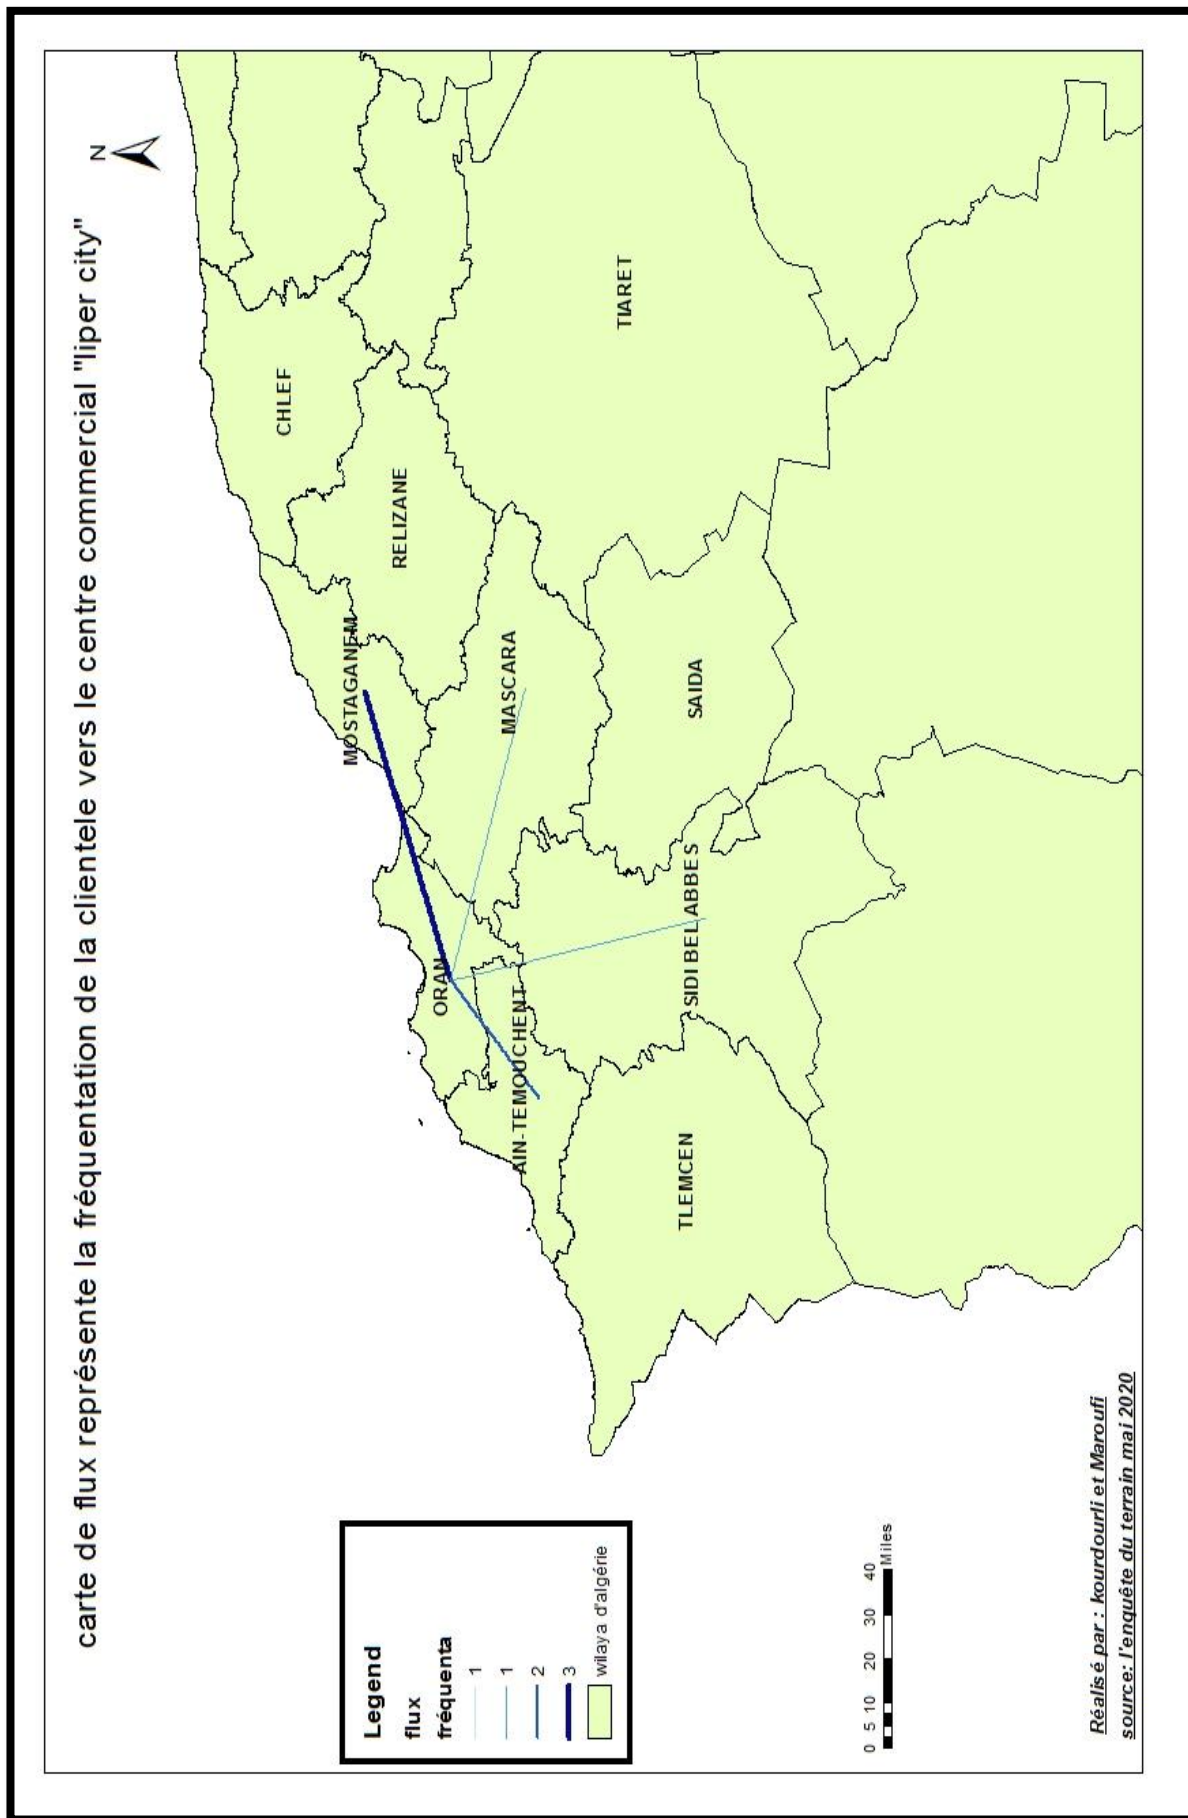 carte de flux représente la fréquentation de la clientele vers le centre commercial "liper city"
N
CHLEF
MOSTAGANEM
RELIZANE
ORAN
MASCARA
TIARET
AIN-TEMOUCHENT
SIDI BEL ABBES
SAIDA
TLEMCEN
Legend
flux
fréquenta
1
1
2
3
wilaya d'algérie
0 5 10 20 30 40
Miles
Réalisé par : kourdourli et Maroufi
source: l'enquête du terrain mai 2020